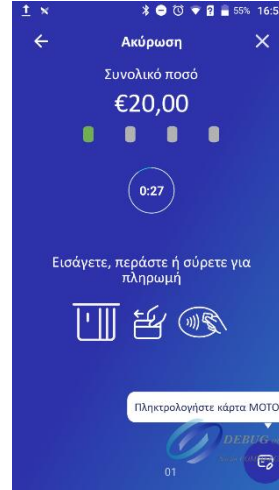 55% 16:5
Ακύρωση
Συνολικό ποσό
€20,00
0:27
Εισάγετε, περάστε ή σύρετε για
πληρωμή
Πληκτρολογήστε κάρτα MOTO
DEBUG
01